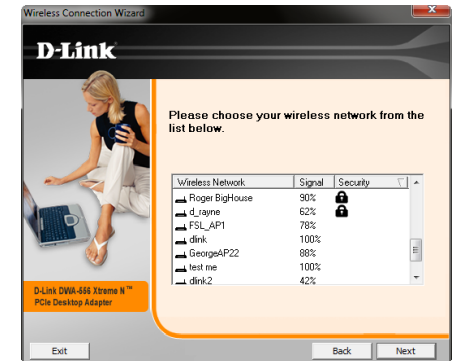 Wireless Connection Wizard
D-Link
Please choose your wireless network from the
list below.
Wireless Network Signal Security
Roger BigHouse 90%
d_rayne 62%
FSL_AP1 78%
dlink 100%
GeorgeAP22 88%
test me 100%
dlink2 42%
D-Link DWA-556 Xtreme N™
PCIe Desktop Adapter
Exit Back Next